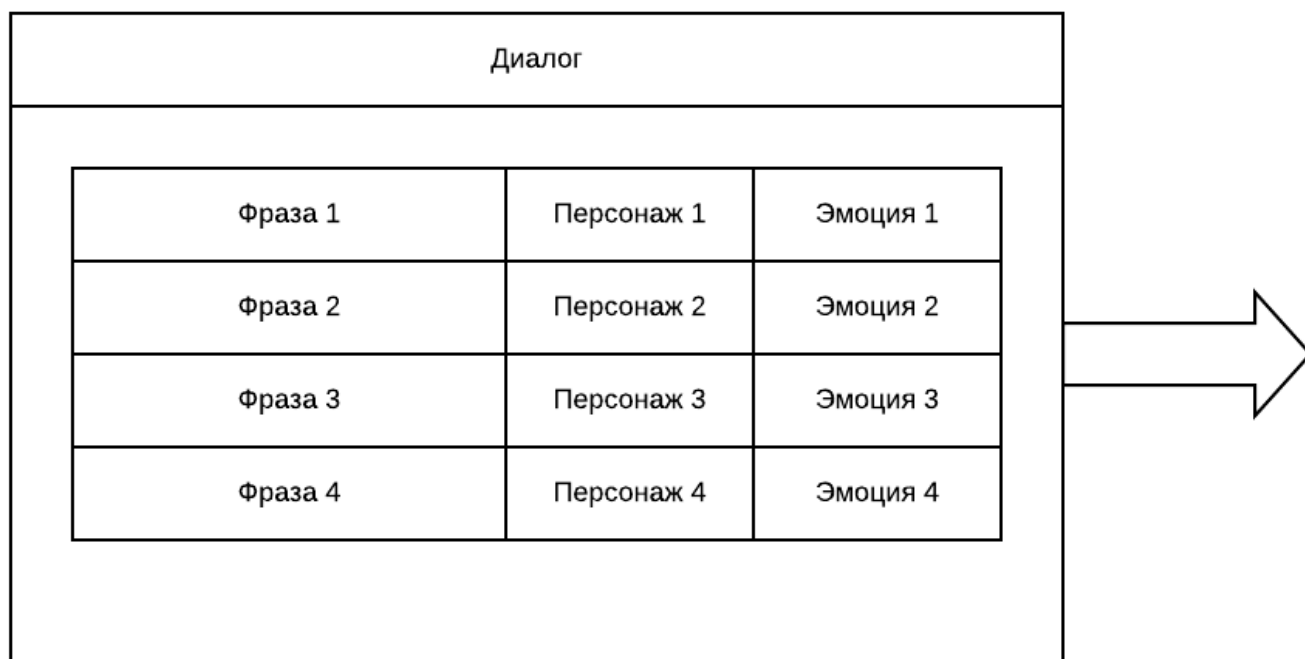 Диалог
Фраза 1 Персонаж 1 Эмоция 1
Фраза 2 Персонаж 2 Эмоция 2
Фраза 3 Персонаж 3 Эмоция 3
Фраза 4 Персонаж 4 Эмоция 4